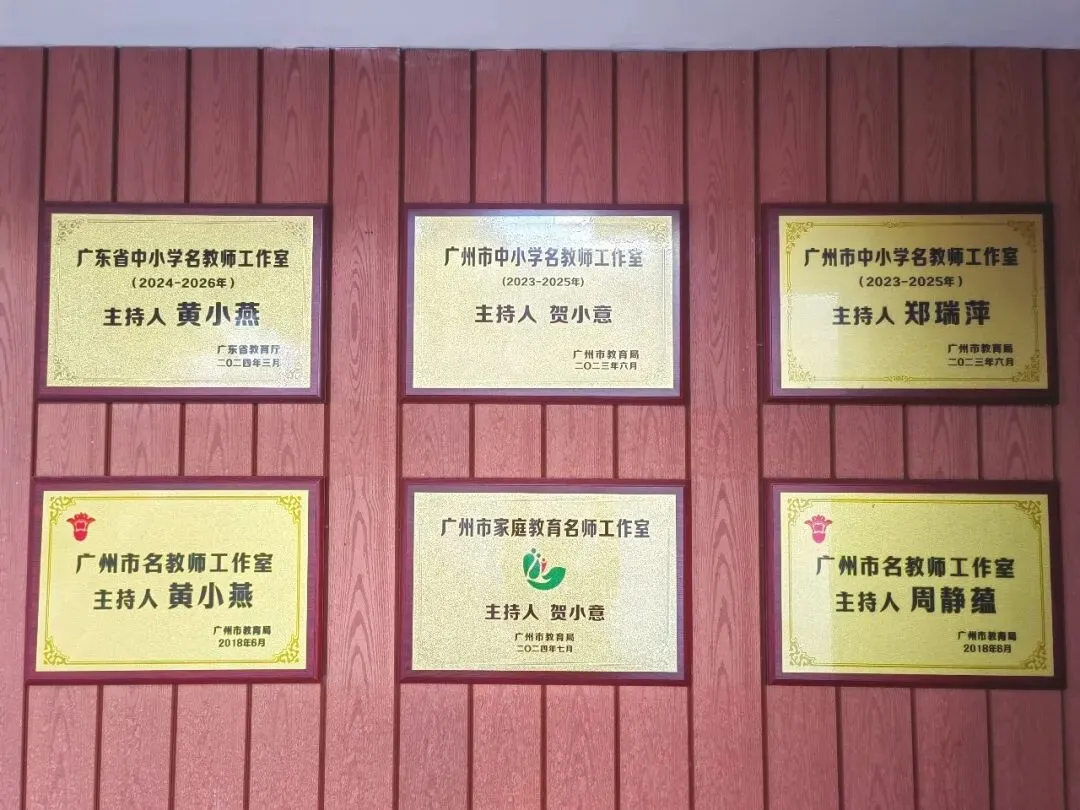 广东省中小学名教师工作室
(2024-2026年)
主持人 黄小燕
广东省教育厅
二〇二四年三月
广州市中小学名教师工作室
(2023-2025年)
主持人 贺小意
广州市教育局
二〇二三年六月
广州市中小学名教师工作室
(2023-2025年)
主持人 郑瑞萍
广州市教育局
二〇二三年六月
广州市名教师工作室
主持人 黄小燕
广州市教育局
2018年6月
广州市家庭教育名师工作室
主持人 贺小意
广州市教育局
二〇二四年七月
广州市名教师工作室
主持人 周静蕴
广州市教育局
2018年6月